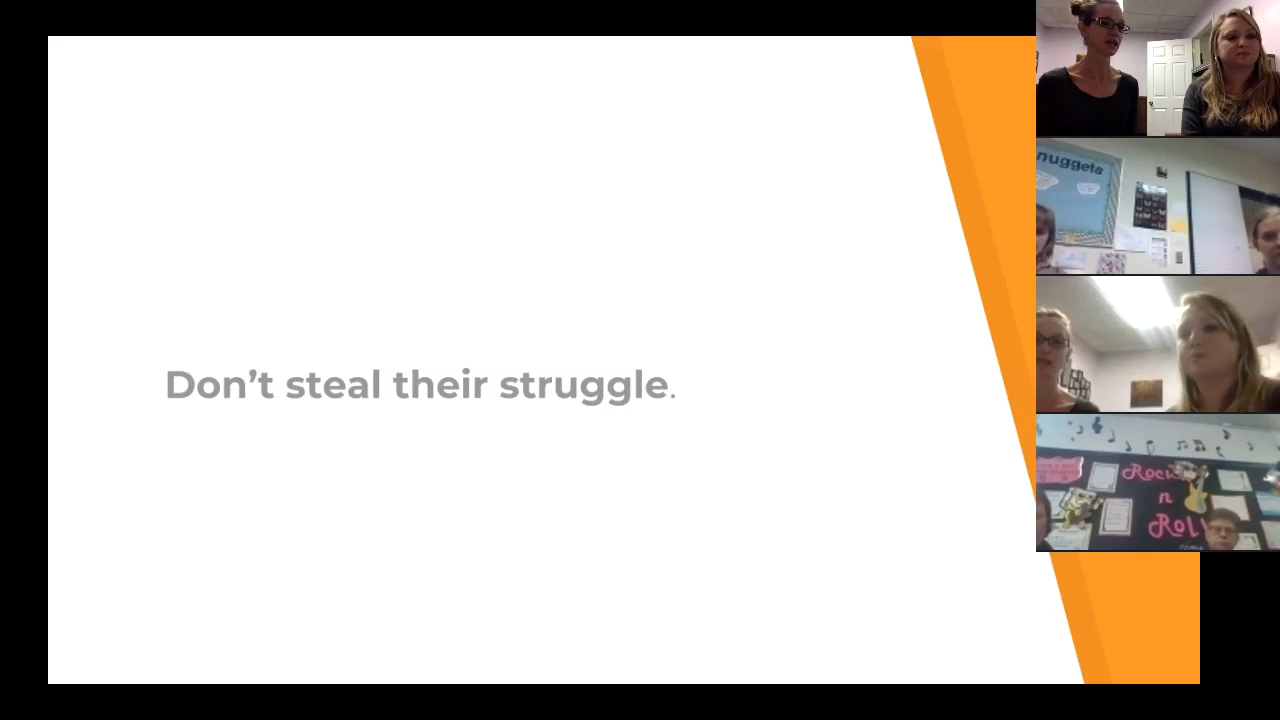 Don’t steal their struggle.
nuggets
Rock
n
Roll